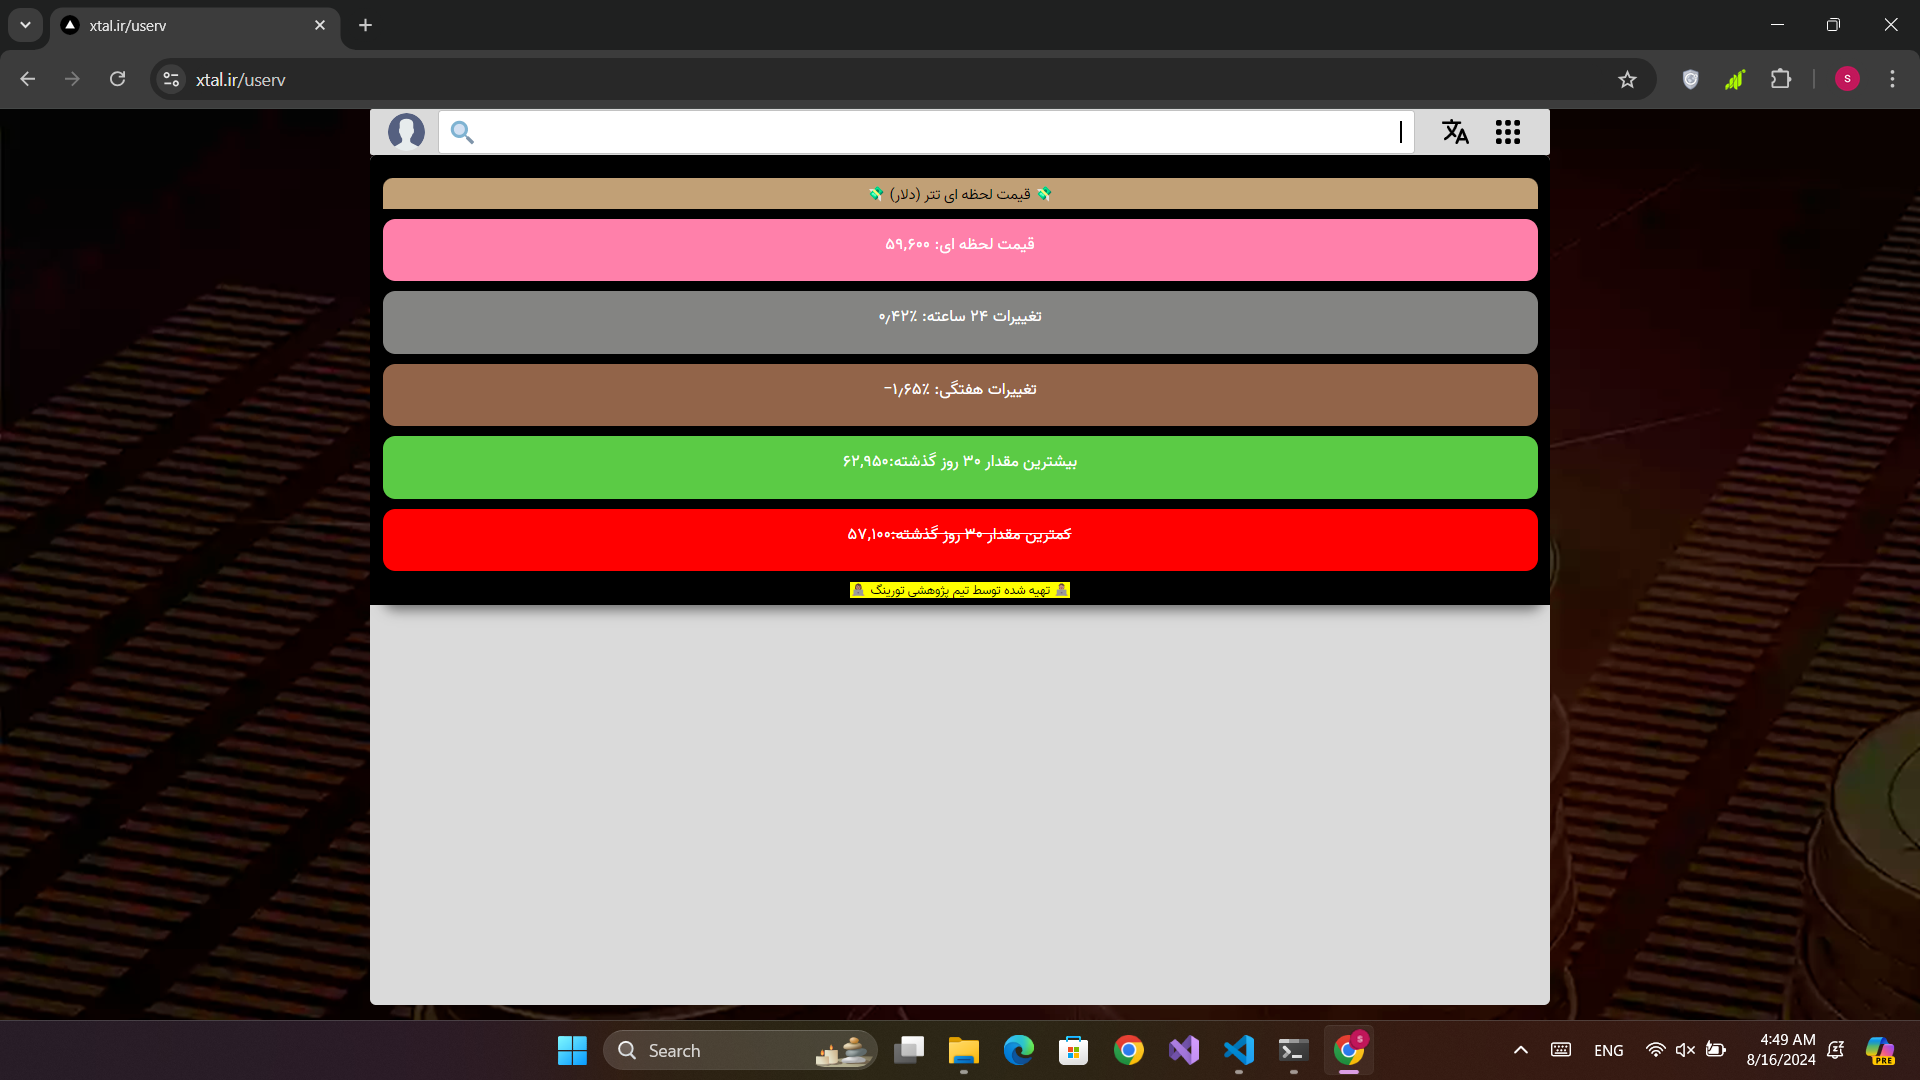 xtal.ir/userv
xtal.ir/userv
S
💸 قیمت لحظه ای تتر (دلار) 💸
قیمت لحظه ای: ۵۹,۶۰۰
تغییرات ۲۴ ساعته: ۰٫۴۲٪
تغییرات هفتگی: ۱٫۶۵٪−
بیشترین مقدار ۳۰ روز گذشته:۶۲,۹۵۰
کمترین مقدار ۳۰ روز گذشته:۵۷,۱۰۰
تهیه شده توسط تیم پژوهشی تورینگ
Search
S
ENG
4:49 AM
8/16/2024
PRE